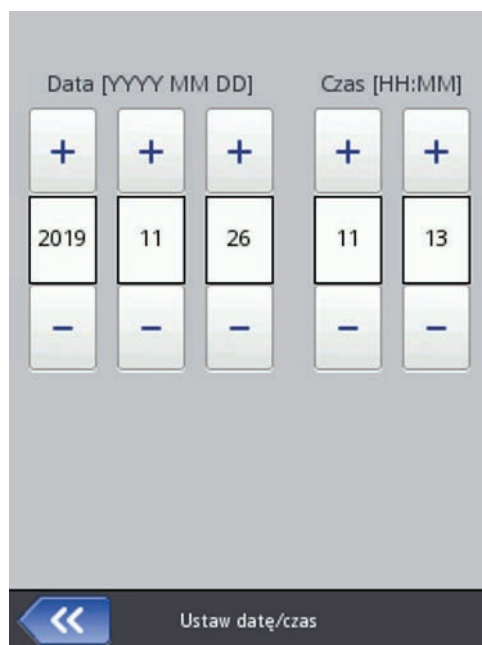 Data [YYYY MM DD] Czas [HH:MM]
+ + + + +
2019 11 26 11 13
− − − − −
Ustaw datę/czas